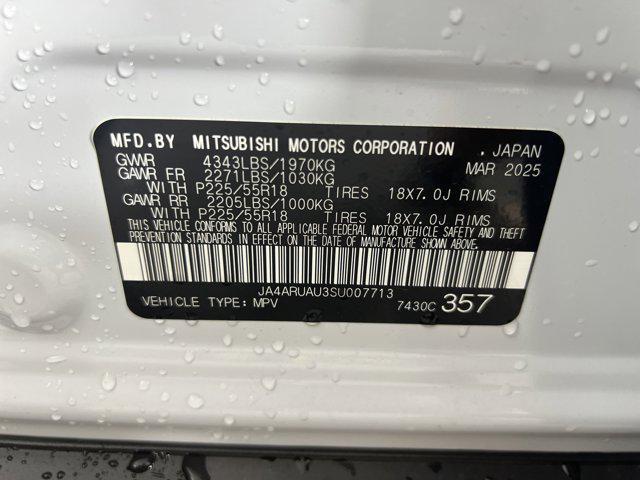 MFD.BY MITSUBISHI MOTORS CORPORATION . JAPAN
GVWR 4343LBS/1970KG MAR 2025
GAWR FR 2271LBS/1030KG
WITH P225/55R18 TIRES 18X7.0J RIMS
GAWR RR 2205LBS/1000KG
WITH P225/55R18 TIRES 18X7.0J RIMS
THIS VEHICLE CONFORMS TO ALL APPLICABLE FEDERAL MOTOR VEHICLE SAFETY AND THEFT
PREVENTION STANDARDS IN EFFECT ON THE DATE OF MANUFACTURE SHOWN ABOVE.
JA4ARUAU3SU007713
VEHICLE TYPE: MPV 7430C 357